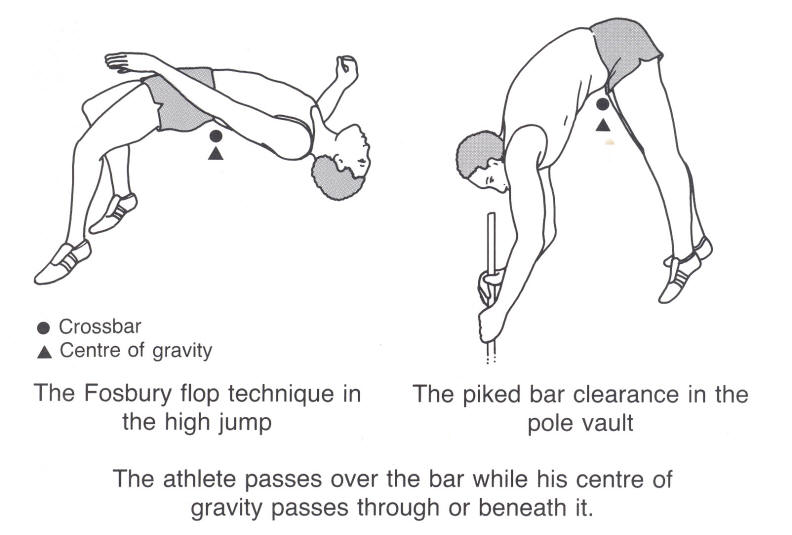 ● Crossbar
▲ Centre of gravity
The Fosbury flop technique in
the high jump
The piked bar clearance in the
pole vault
The athlete passes over the bar while his centre of
gravity passes through or beneath it.